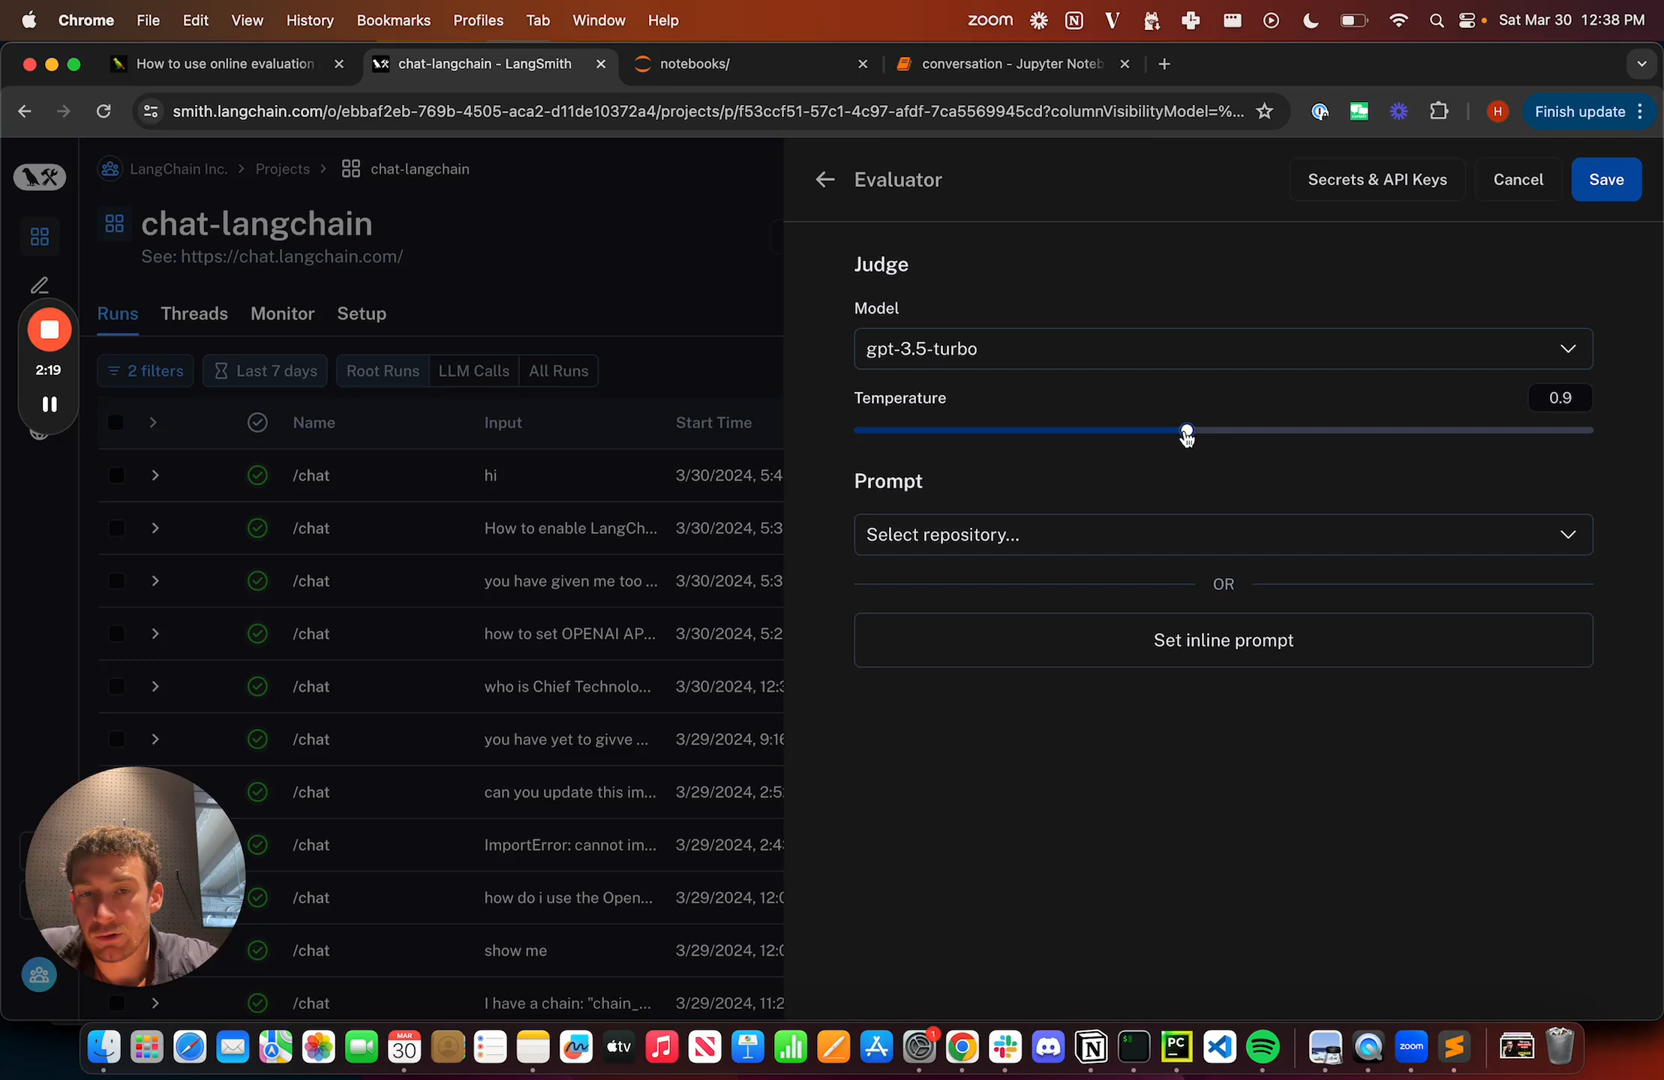 Chrome File Edit View History Bookmarks Profiles Tab Window Help zoom Sat Mar 30 12:38 PM
How to use online evaluation
chat-langchain - LangSmith
notebooks/
conversation - Jupyter Noteb
smith.langchain.com/o/ebbaf2eb-769b-4505-aca2-d11de10372a4/projects/p/f53ccf51-57c1-4c97-afdf-7ca5569945cd?columnVisibilityModel=%...
H
Finish update
LangChain Inc. > Projects > chat-langchain
chat-langchain
See: https://chat.langchain.com/
Runs Threads Monitor Setup
2 filters Last 7 days Root Runs LLM Calls All Runs
Name Input Start Time
/chat hi 3/30/2024, 5:4
/chat How to enable LangCh... 3/30/2024, 5:3
/chat you have given me too ... 3/30/2024, 5:3
/chat how to set OPENAI AP... 3/30/2024, 5:2
/chat who is Chief Technolo... 3/30/2024, 12:3
/chat you have yet to givve ... 3/29/2024, 9:16
/chat can you update this im... 3/29/2024, 2:5
/chat ImportError: cannot im... 3/29/2024, 2:4
/chat how do i use the Open... 3/29/2024, 12:0
/chat show me 3/29/2024, 12:0
/chat I have a chain: "chain_... 3/29/2024, 11:2
2:19
Evaluator
Secrets & API Keys
Cancel
Save
Judge
Model
gpt-3.5-turbo
Temperature
0.9
Prompt
Select repository...
OR
Set inline prompt
MAR
30
tv
1
PC
zoom